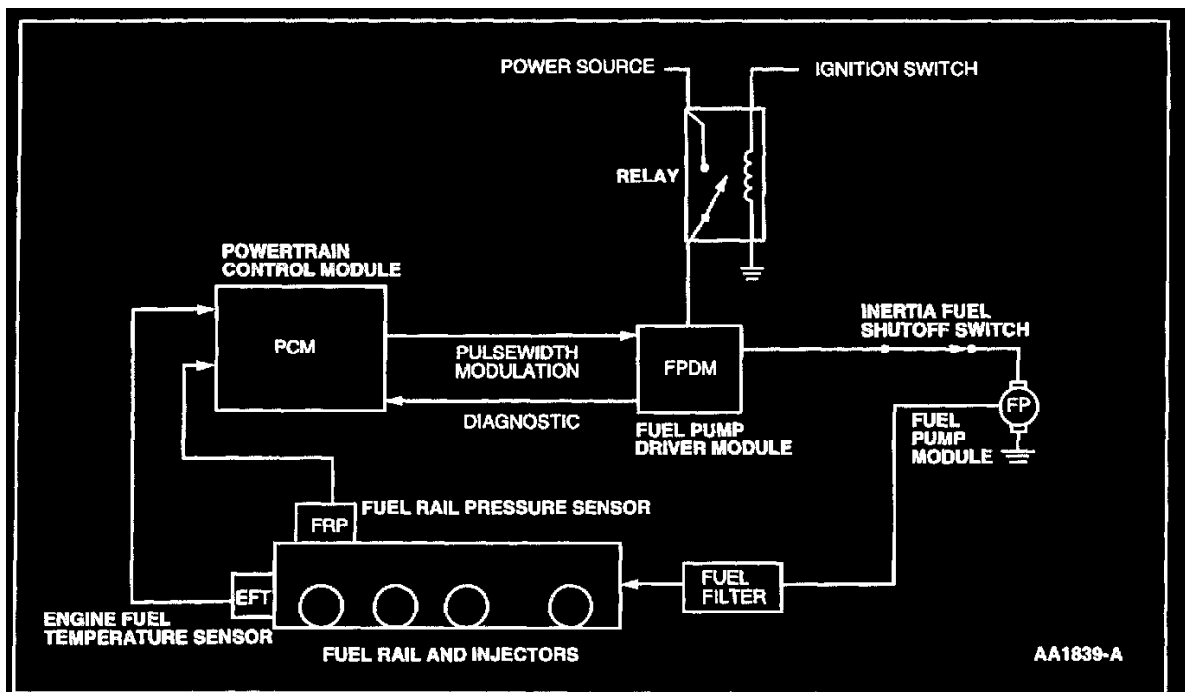 POWER SOURCE
IGNITION SWITCH
RELAY
POWERTRAIN
CONTROL MODULE
PCM
PULSEWIDTH
MODULATION
DIAGNOSTIC
FPDM
FUEL PUMP
DRIVER MODULE
INERTIA FUEL
SHUTOFF SWITCH
FP
FUEL
PUMP
MODULE
FUEL RAIL PRESSURE SENSOR
FRP
EFT
ENGINE FUEL
TEMPERATURE SENSOR
FUEL
FILTER
FUEL RAIL AND INJECTORS
AA1839-A